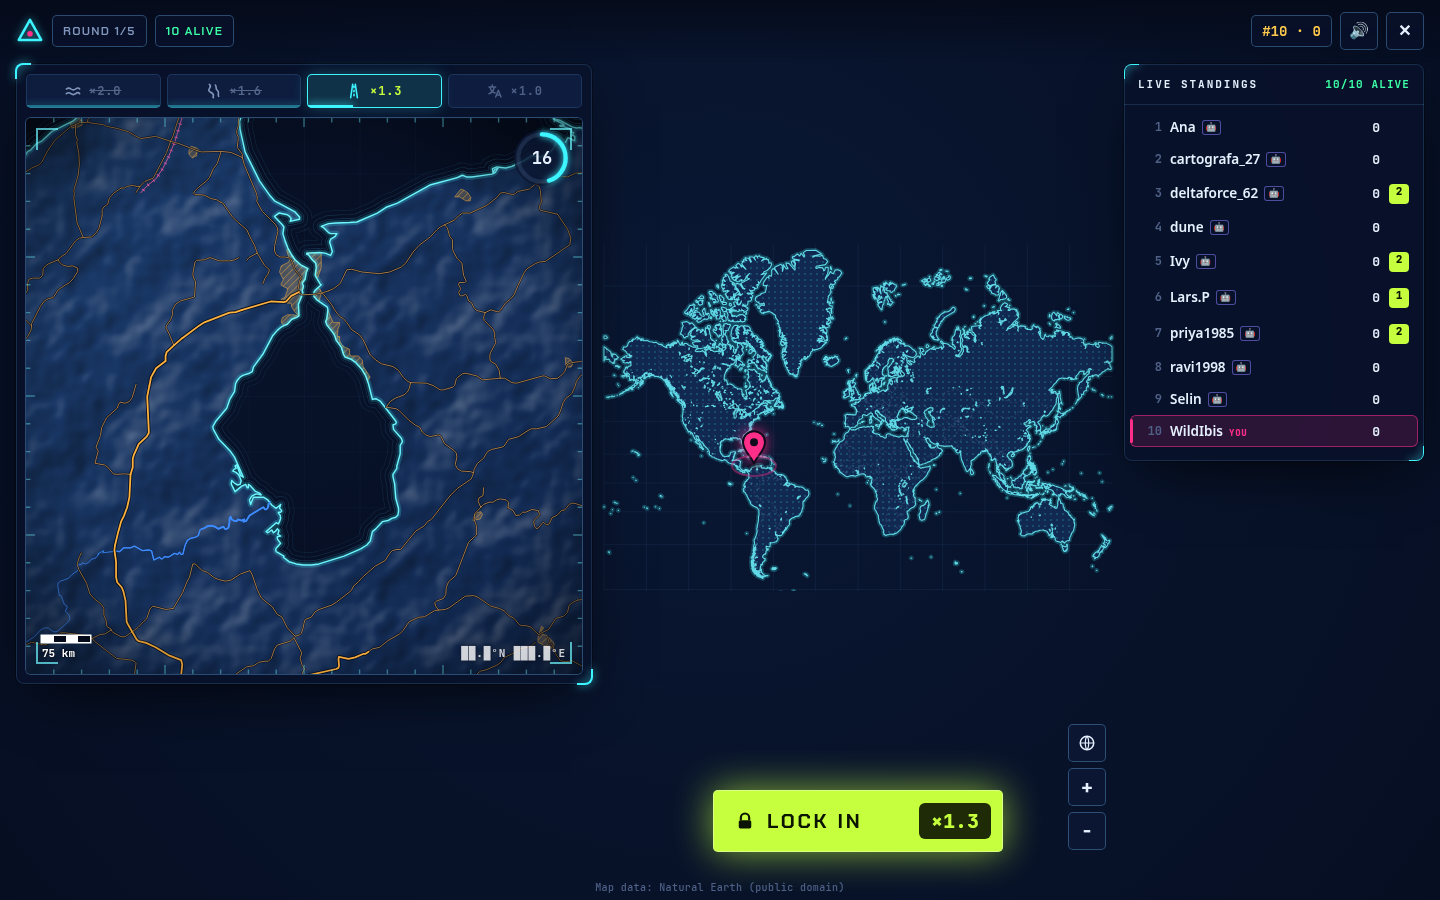 ROUND 1/5
10 ALIVE
#10 · 0
×2.0
×1.6
×1.3
×1.0
16
75 km
°N
°E
LOCK IN
×1.3
+
-
LIVE STANDINGS
10/10 ALIVE
1 Ana 0
2 cartografa_27 0
3 deltaforce_62 0 2
4 dune 0
5 Ivy 0 2
6 Lars.P 0 1
7 priya1985 0 2
8 ravi1998 0
9 Selin 0
10 WildIbis YOU 0
Map data: Natural Earth (public domain)